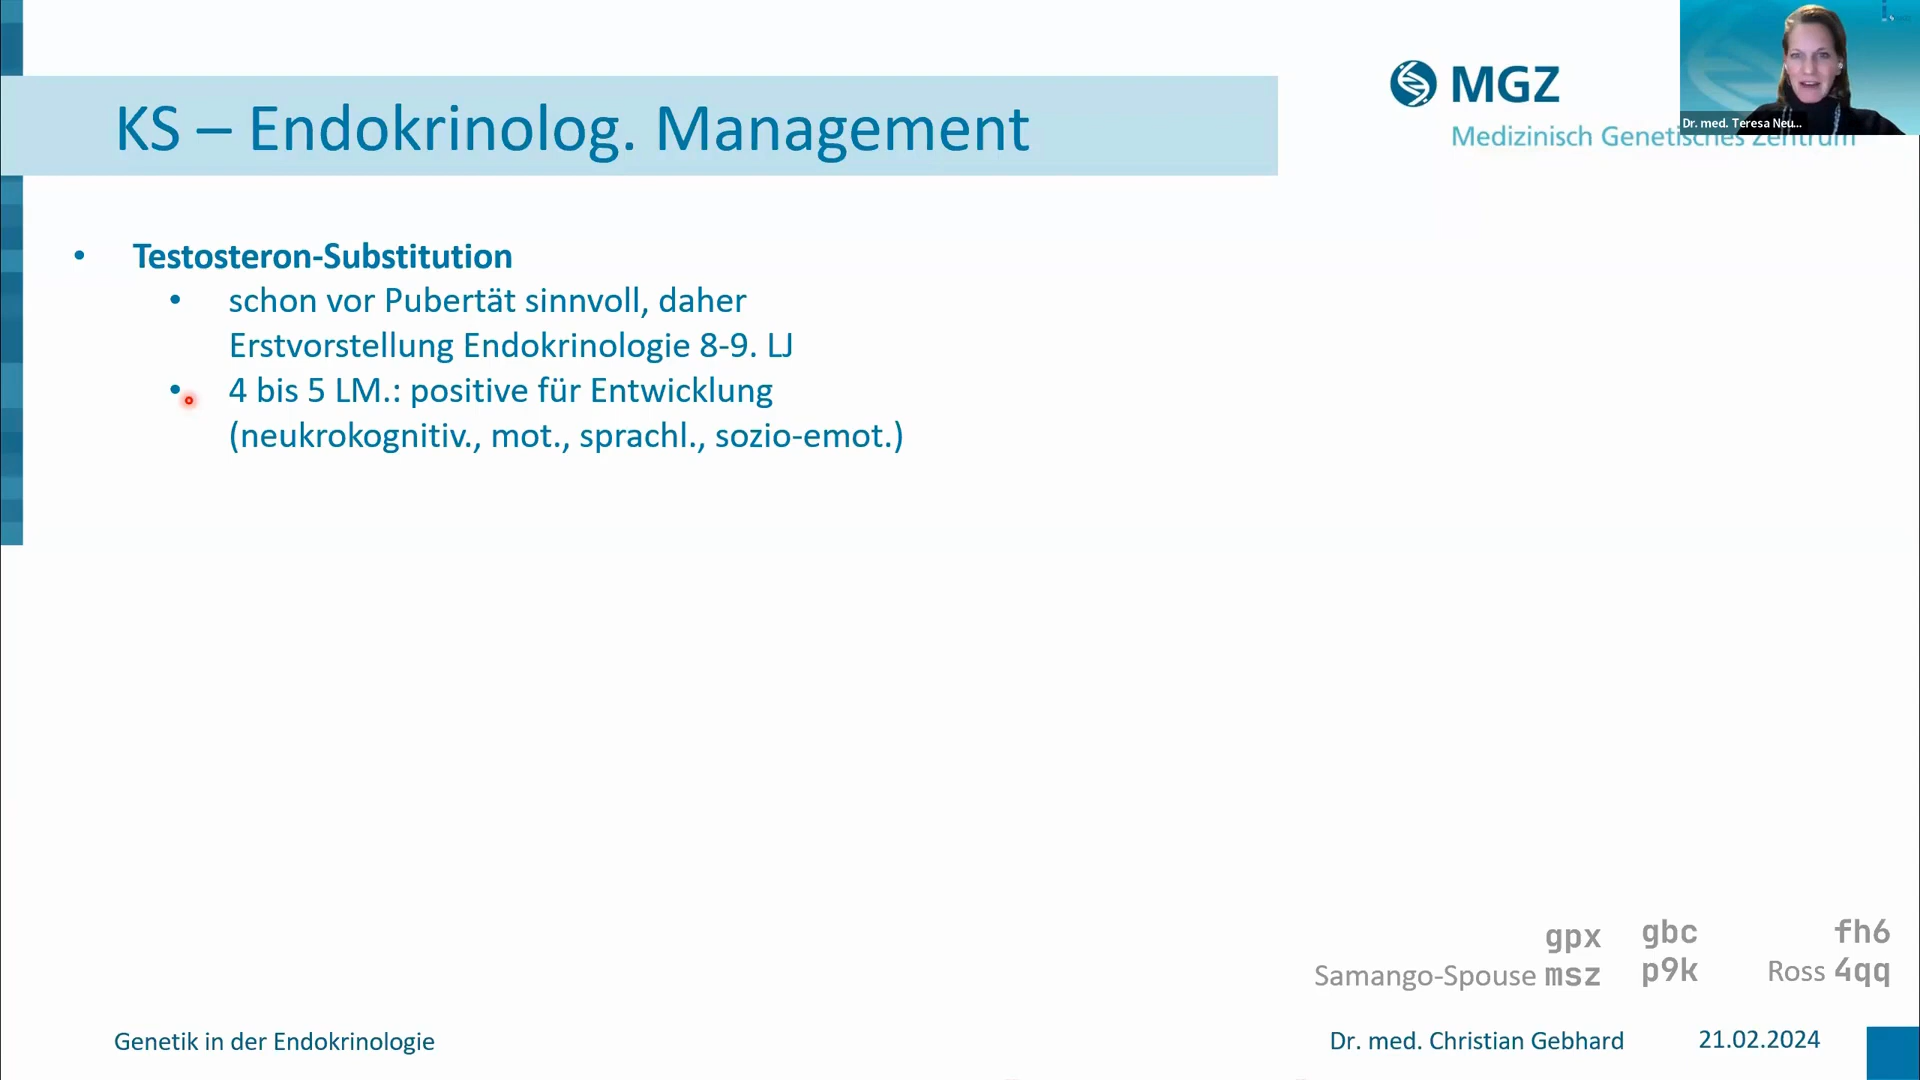 KS – Endokrinolog. Management
MGZ
Medizinisch Genetisches Zentrum
Dr. med. Teresa Neu...
• Testosteron-Substitution
• schon vor Pubertät sinnvoll, daher
Erstvorstellung Endokrinologie 8-9. LJ
• 4 bis 5 LM.: positive für Entwicklung
(neukrokognitiv., mot., sprachl., sozio-emot.)
gpx gbc fh6
Samango-Spouse msz p9k Ross 4qq
Genetik in der Endokrinologie
Dr. med. Christian Gebhard
21.02.2024